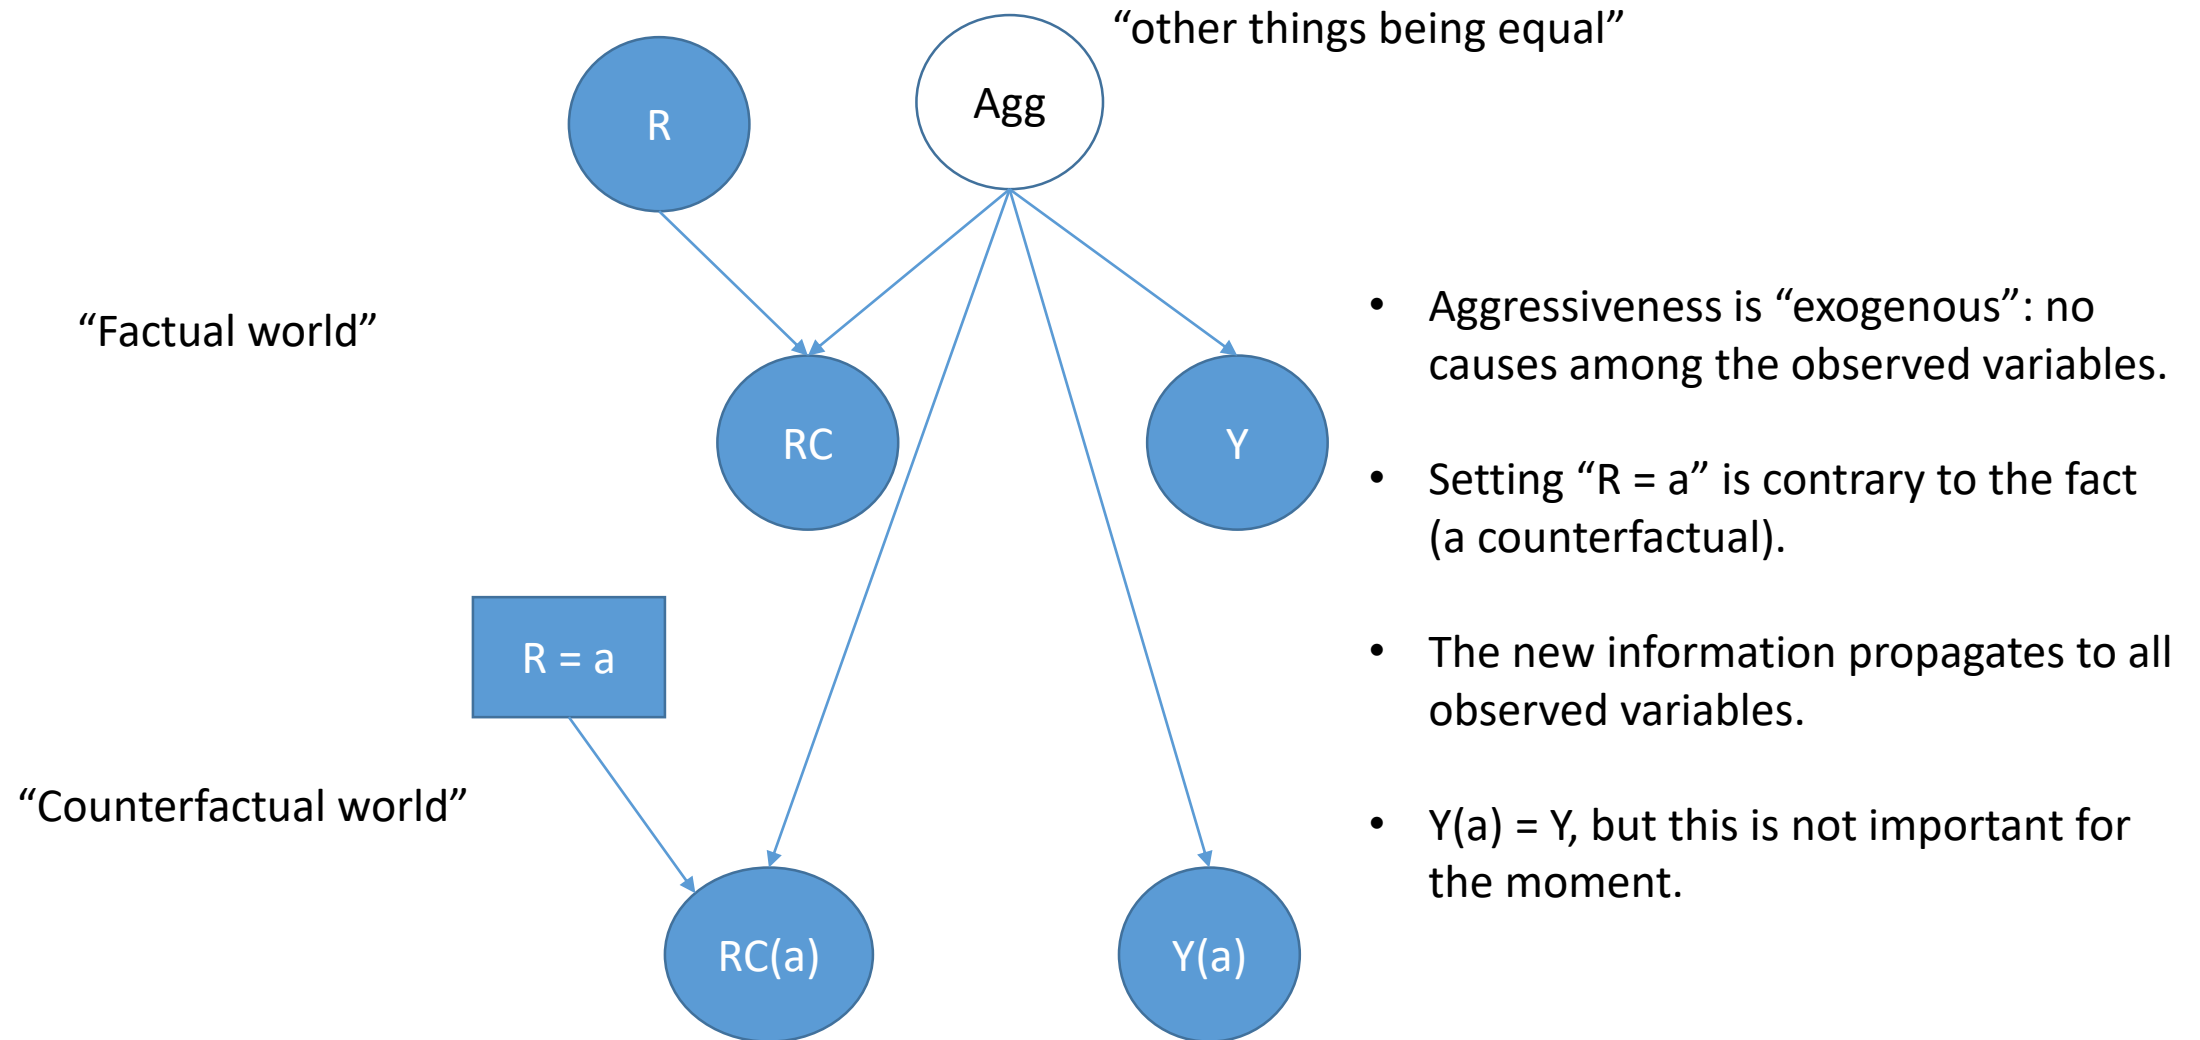 “other things being equal”
R
Agg
“Factual world”
RC
Y
R = a
“Counterfactual world”
RC(a)
Y(a)
• Aggressiveness is “exogenous”: no
causes among the observed variables.
• Setting “R = a” is contrary to the fact
(a counterfactual).
• The new information propagates to all
observed variables.
• Y(a) = Y, but this is not important for
the moment.